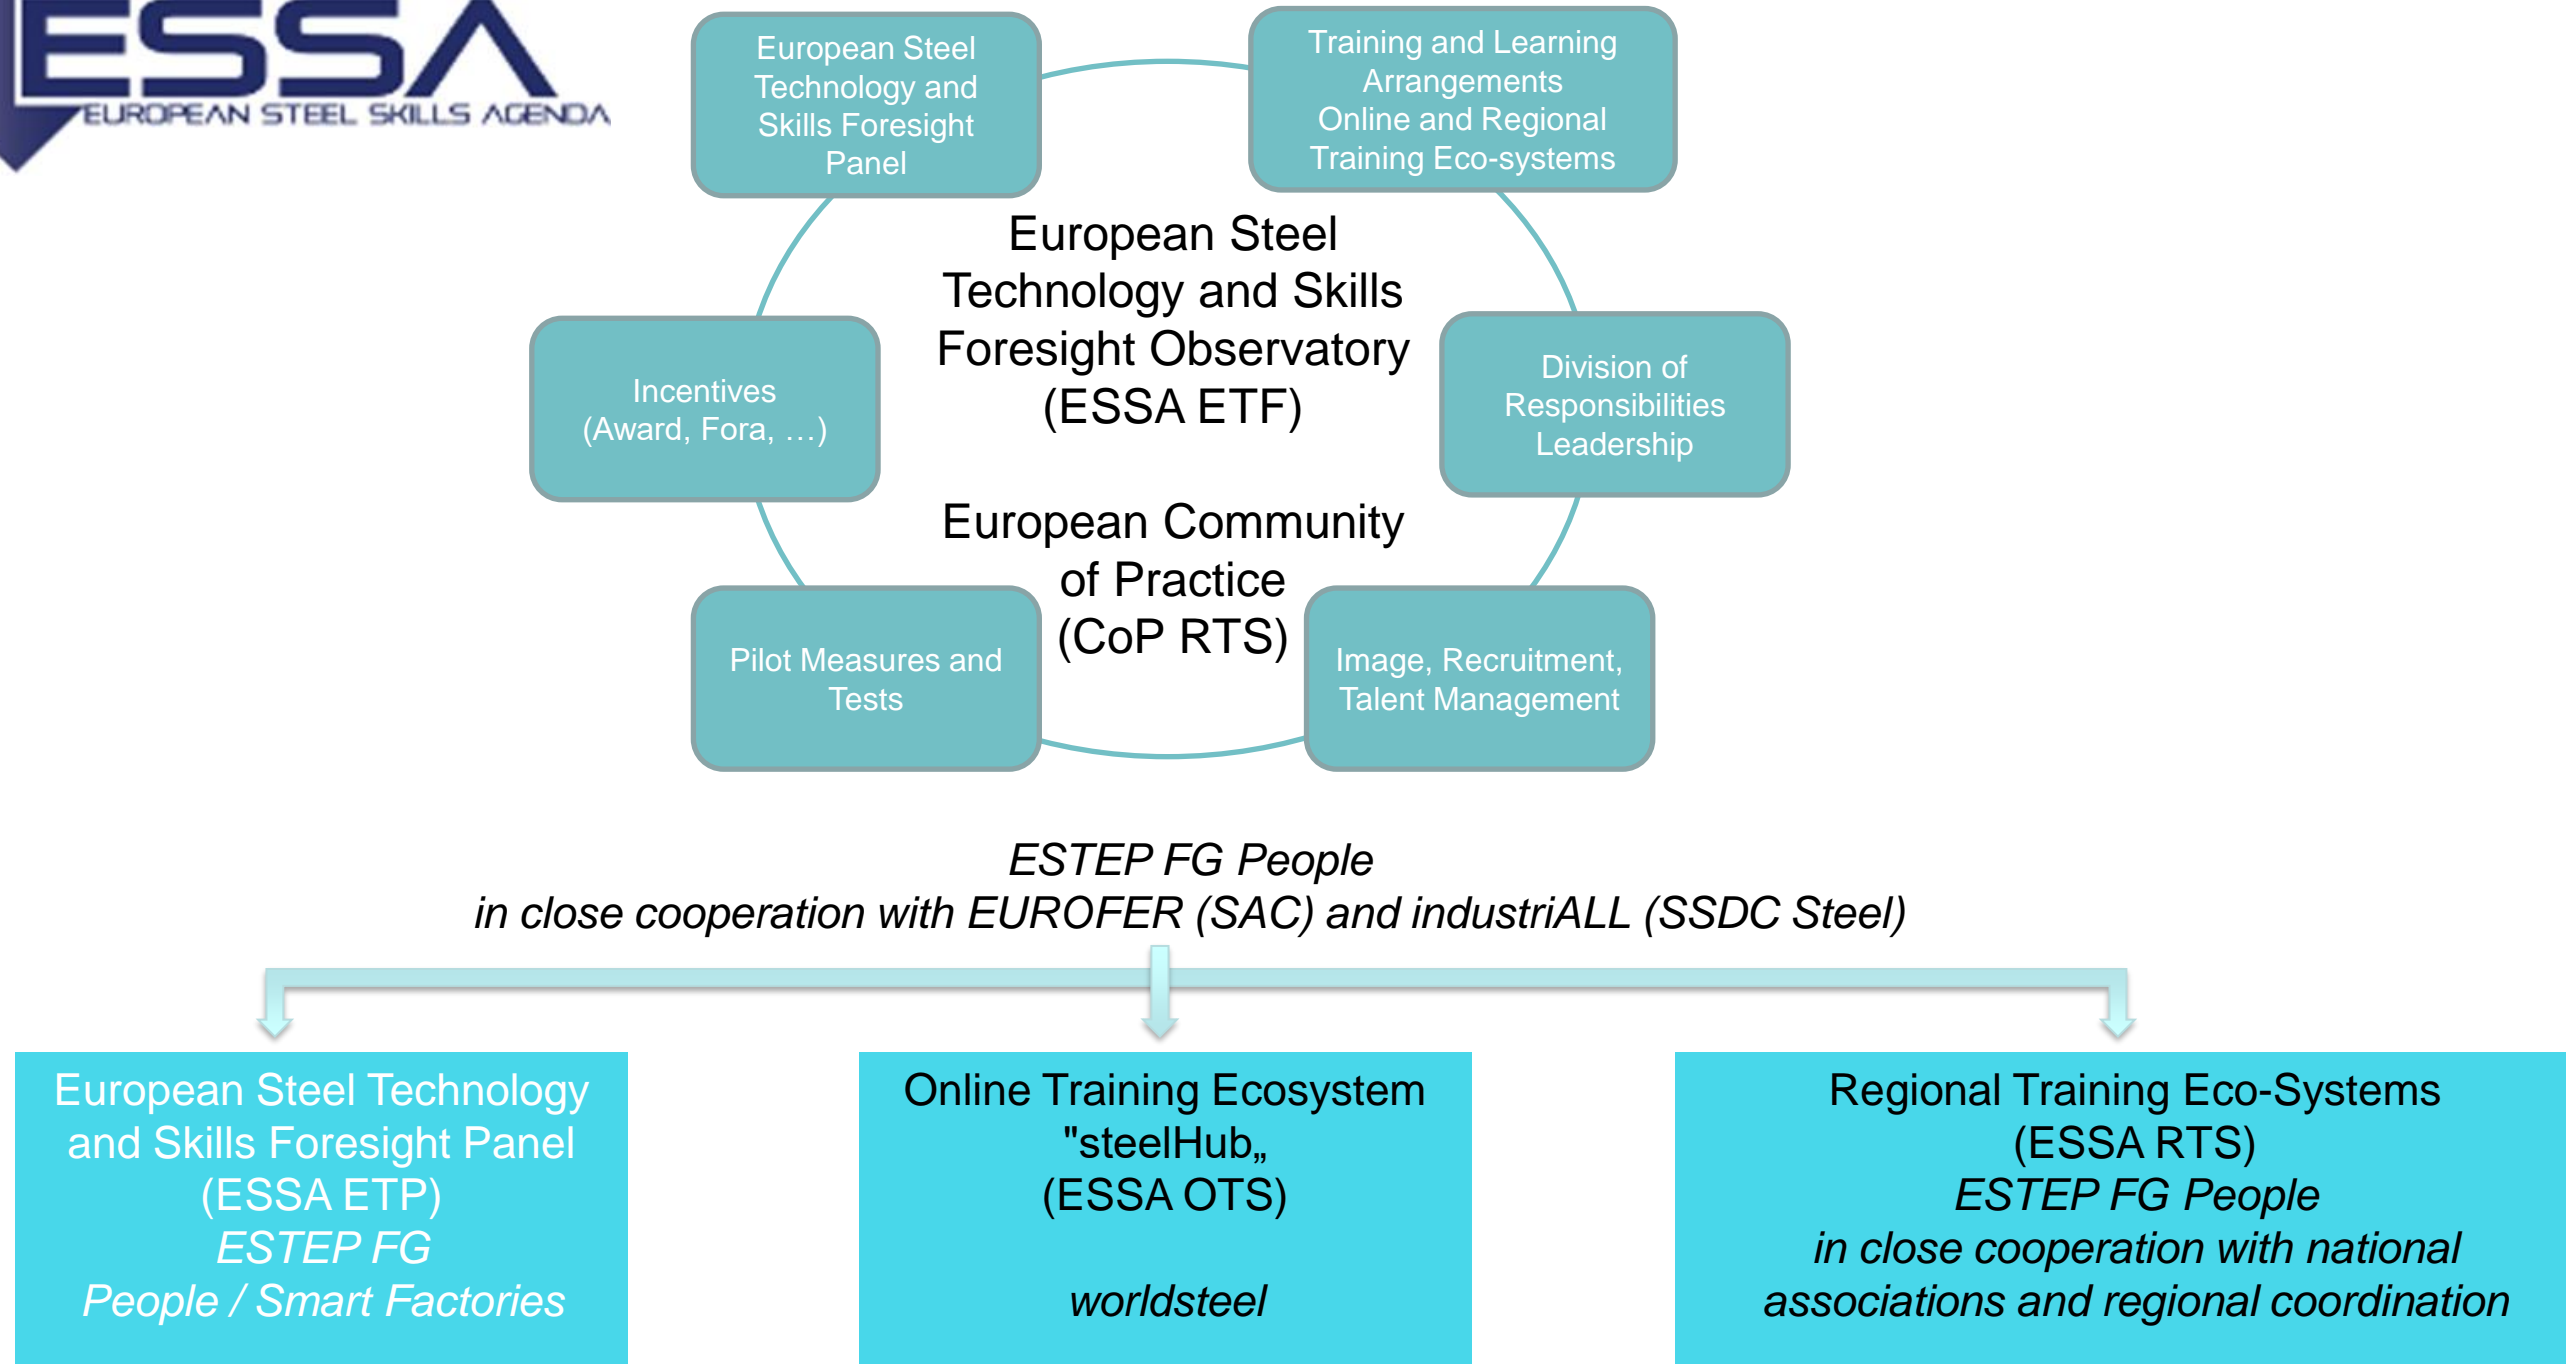 ESSA
EUROPEAN STEEL SKILLS AGENDA
European Steel
Technology and
Skills Foresight
Panel
Training and Learning
Arrangements
Online and Regional
Training Eco-systems
European Steel
Technology and Skills
Foresight Observatory
(ESSA ETF)
Incentives
(Award, Fora, …)
Division of
Responsibilities
Leadership
European Community
of Practice
(CoP RTS)
Pilot Measures and
Tests
Image, Recruitment,
Talent Management
ESTEP FG People
in close cooperation with EUROFER (SAC) and industriALL (SSDC Steel)
European Steel Technology
and Skills Foresight Panel
(ESSA ETP)
ESTEP FG
People / Smart Factories
Online Training Ecosystem
"steelHub„
(ESSA OTS)
worldsteel
Regional Training Eco-Systems
(ESSA RTS)
ESTEP FG People
in close cooperation with national
associations and regional coordination